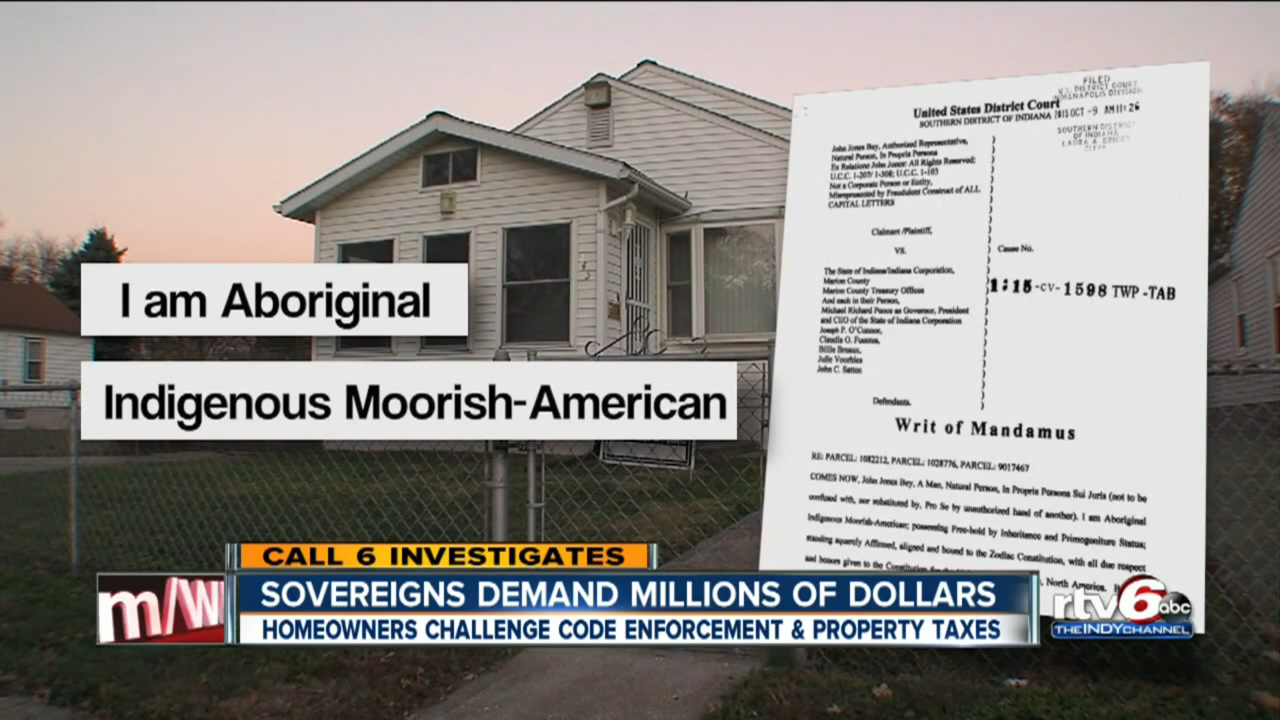 I am Aboriginal
Indigenous Moorish-American
FILED
U.S. DISTRICT COURT
INDIANAPOLIS DIVISION
United States District Court
SOUTHERN DISTRICT OF INDIANA
2015 OCT -9 AM 11:26
SOUTHERN DISTRICT
OF INDIANA
LAURA A. BRIGGS
CLERK
John Jones Bey, Authorized Representative,
Natural Person, In Propria Persona
Ex Relatione John Jones: All Rights Reserved:
U.C.C. 1-207/ 1-308; U.C.C. 1-103
Not a Corporate Person or Entity,
Misrepresented by Fraudulent Construct of ALL
CAPITAL LETTERS
Claimant /Plaintiff,
vs.
Cause No.
The State of Indiana/Indiana Corporation,
Marion County
Marion County Treasury Offices
And each in their Person,
Michael Richard Pence as Governor, President
and CEO of the State of Indiana Corporation
Joseph P. O'Connor,
Claudia O. Fuentes,
Billie Breaux,
Julie Voorhies
John C.
1:15-cv-1598 TWP-TAB
Defendants.
Writ of Mandamus
RE: PARCEL: 1082212, PARCEL: 1028776, PARCEL: 9017467
COMES NOW, John Jones Bey, A Man, Natural Person, In Propria Persona Sui Juris (not to be
confused with, nor substituted by, Pro Se by unauthorized hand of another). I am Aboriginal
Indigenous Moorish-American; possessing Free-hold by Inheritance and Primogeniture Status;
standing squarely Affirmed, aligned and bound to the Zodiac Constitution, with all due respect
and honors given to the Constitution for the
North America.
CALL 6 INVESTIGATES
m/w
SOVEREIGNS DEMAND MILLIONS OF DOLLARS
HOMEOWNERS CHALLENGE CODE ENFORCEMENT & PROPERTY TAXES
rtv6 abc
THEINDYCHANNEL